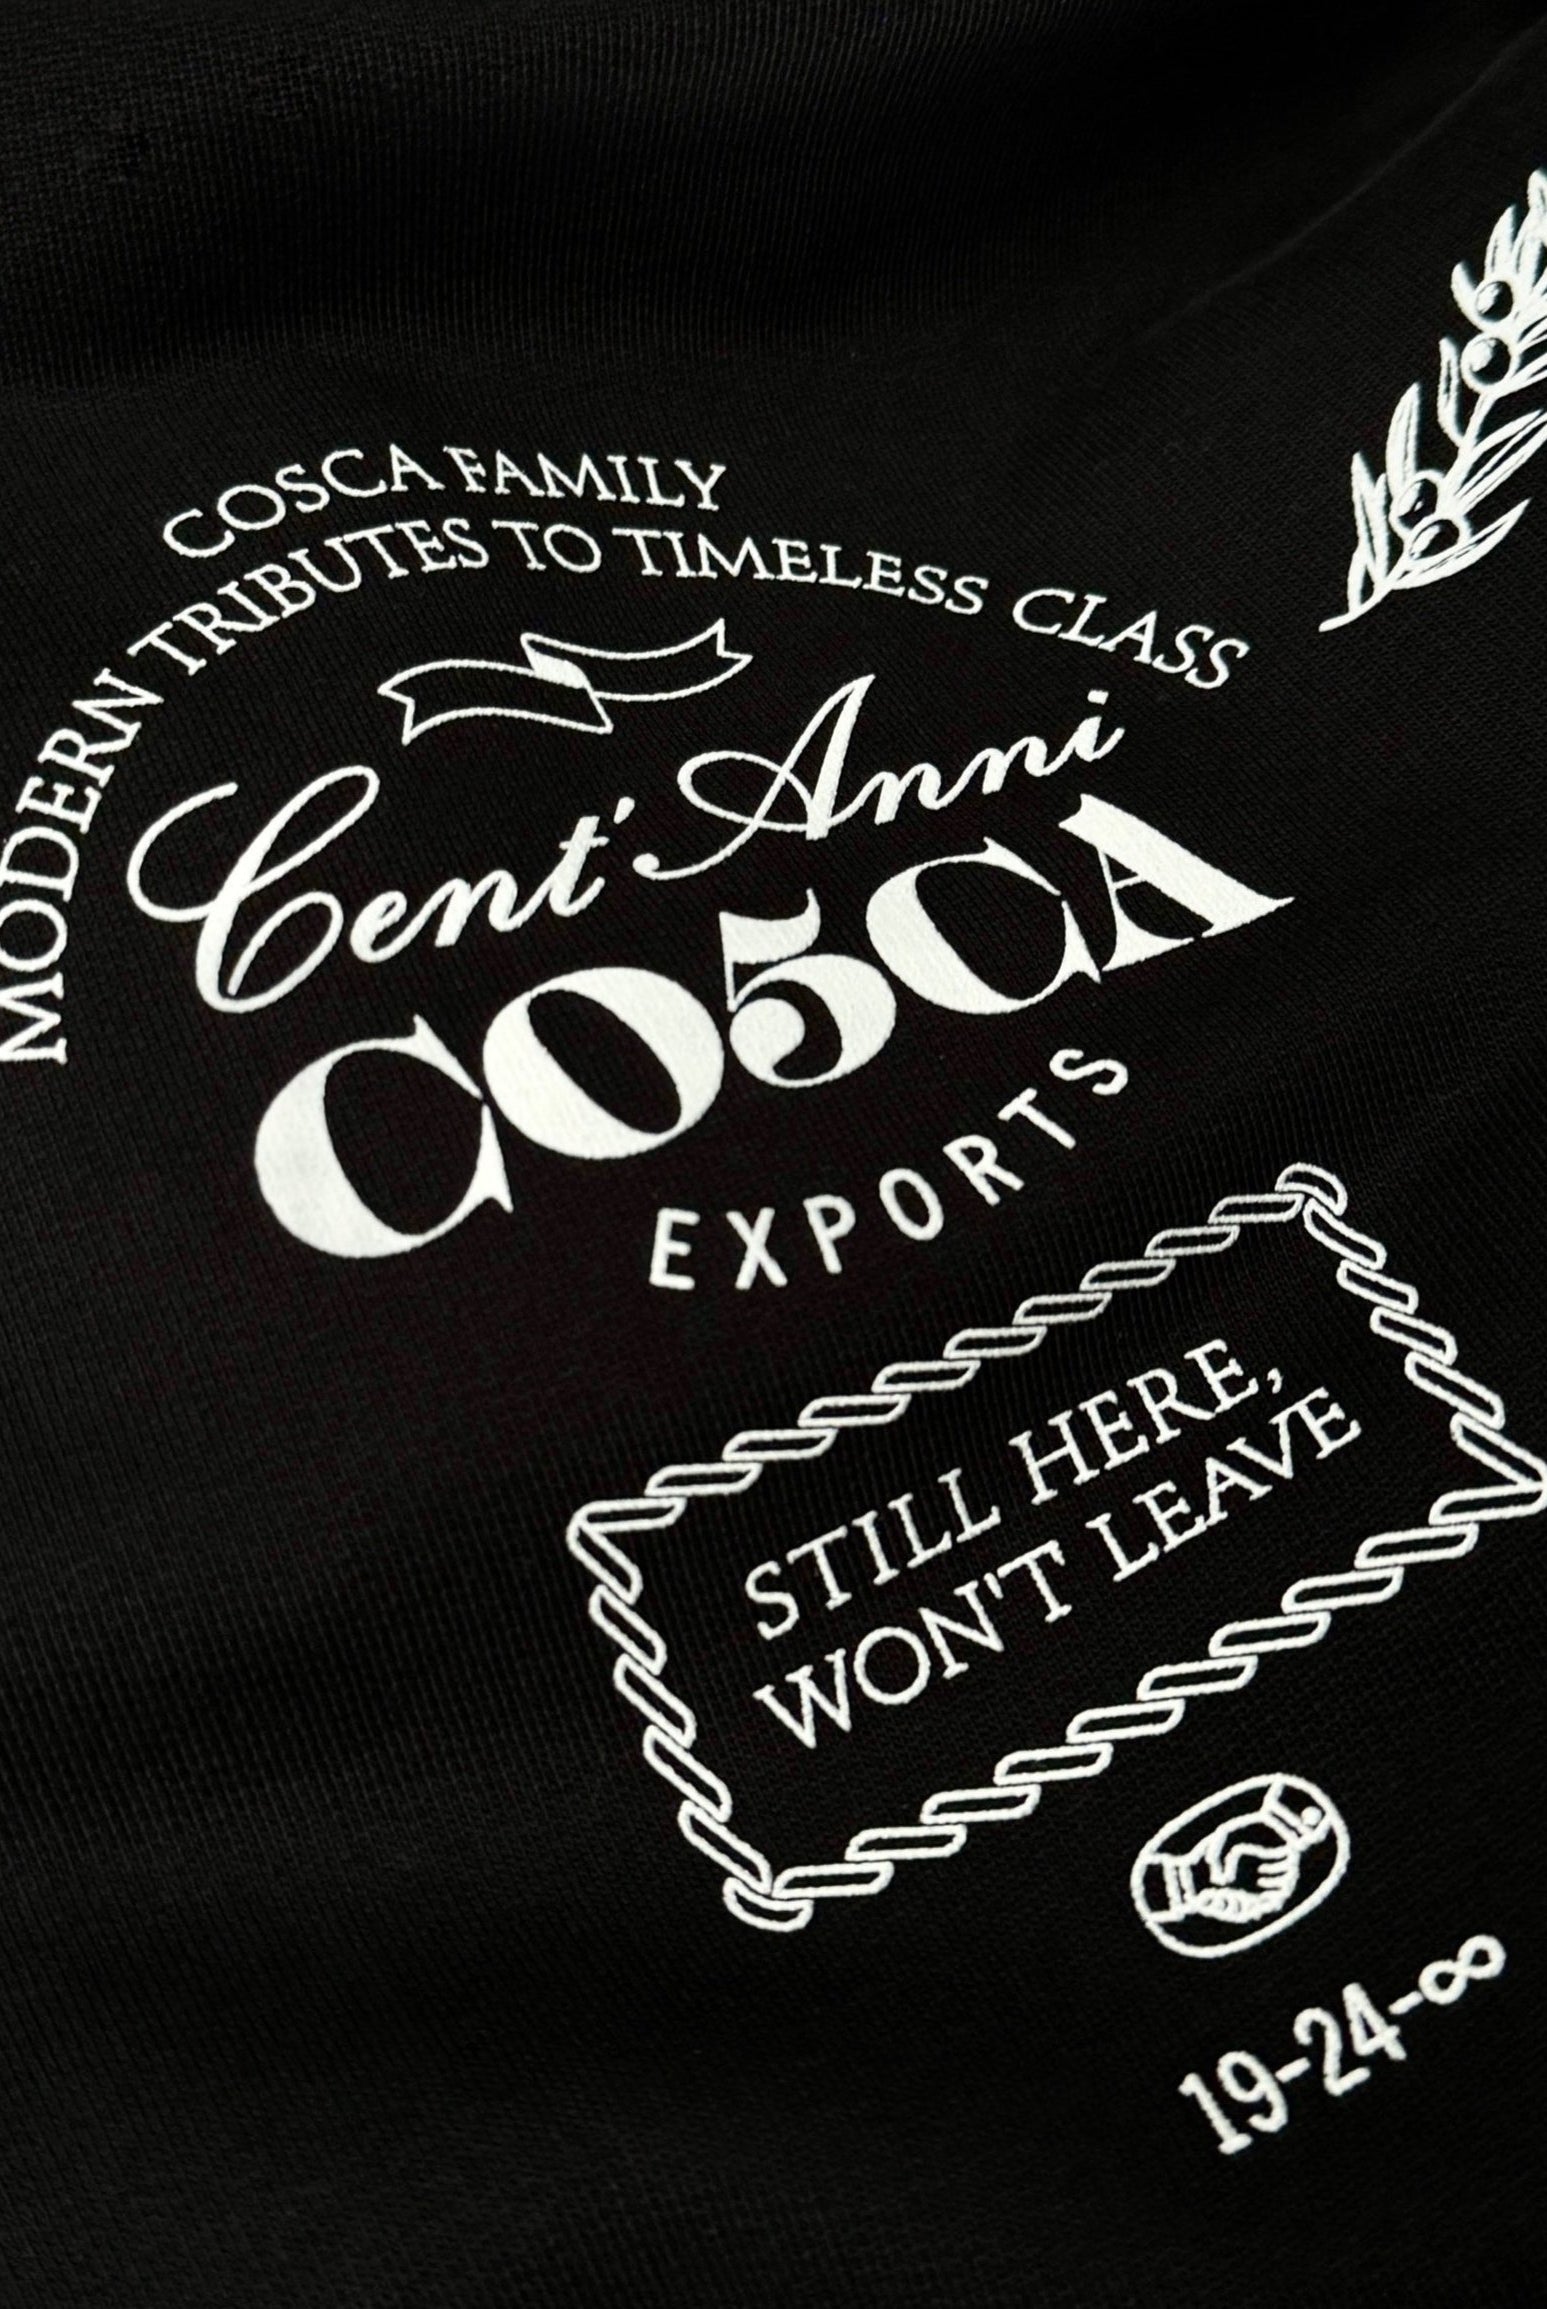 COSCA FAMILY
MODERN TRIBUTES TO TIMELESS CLASS
Cent' Anni
CO5CA
EXPORTS
STILL HERE,
WON'T LEAVE
19-24-∞